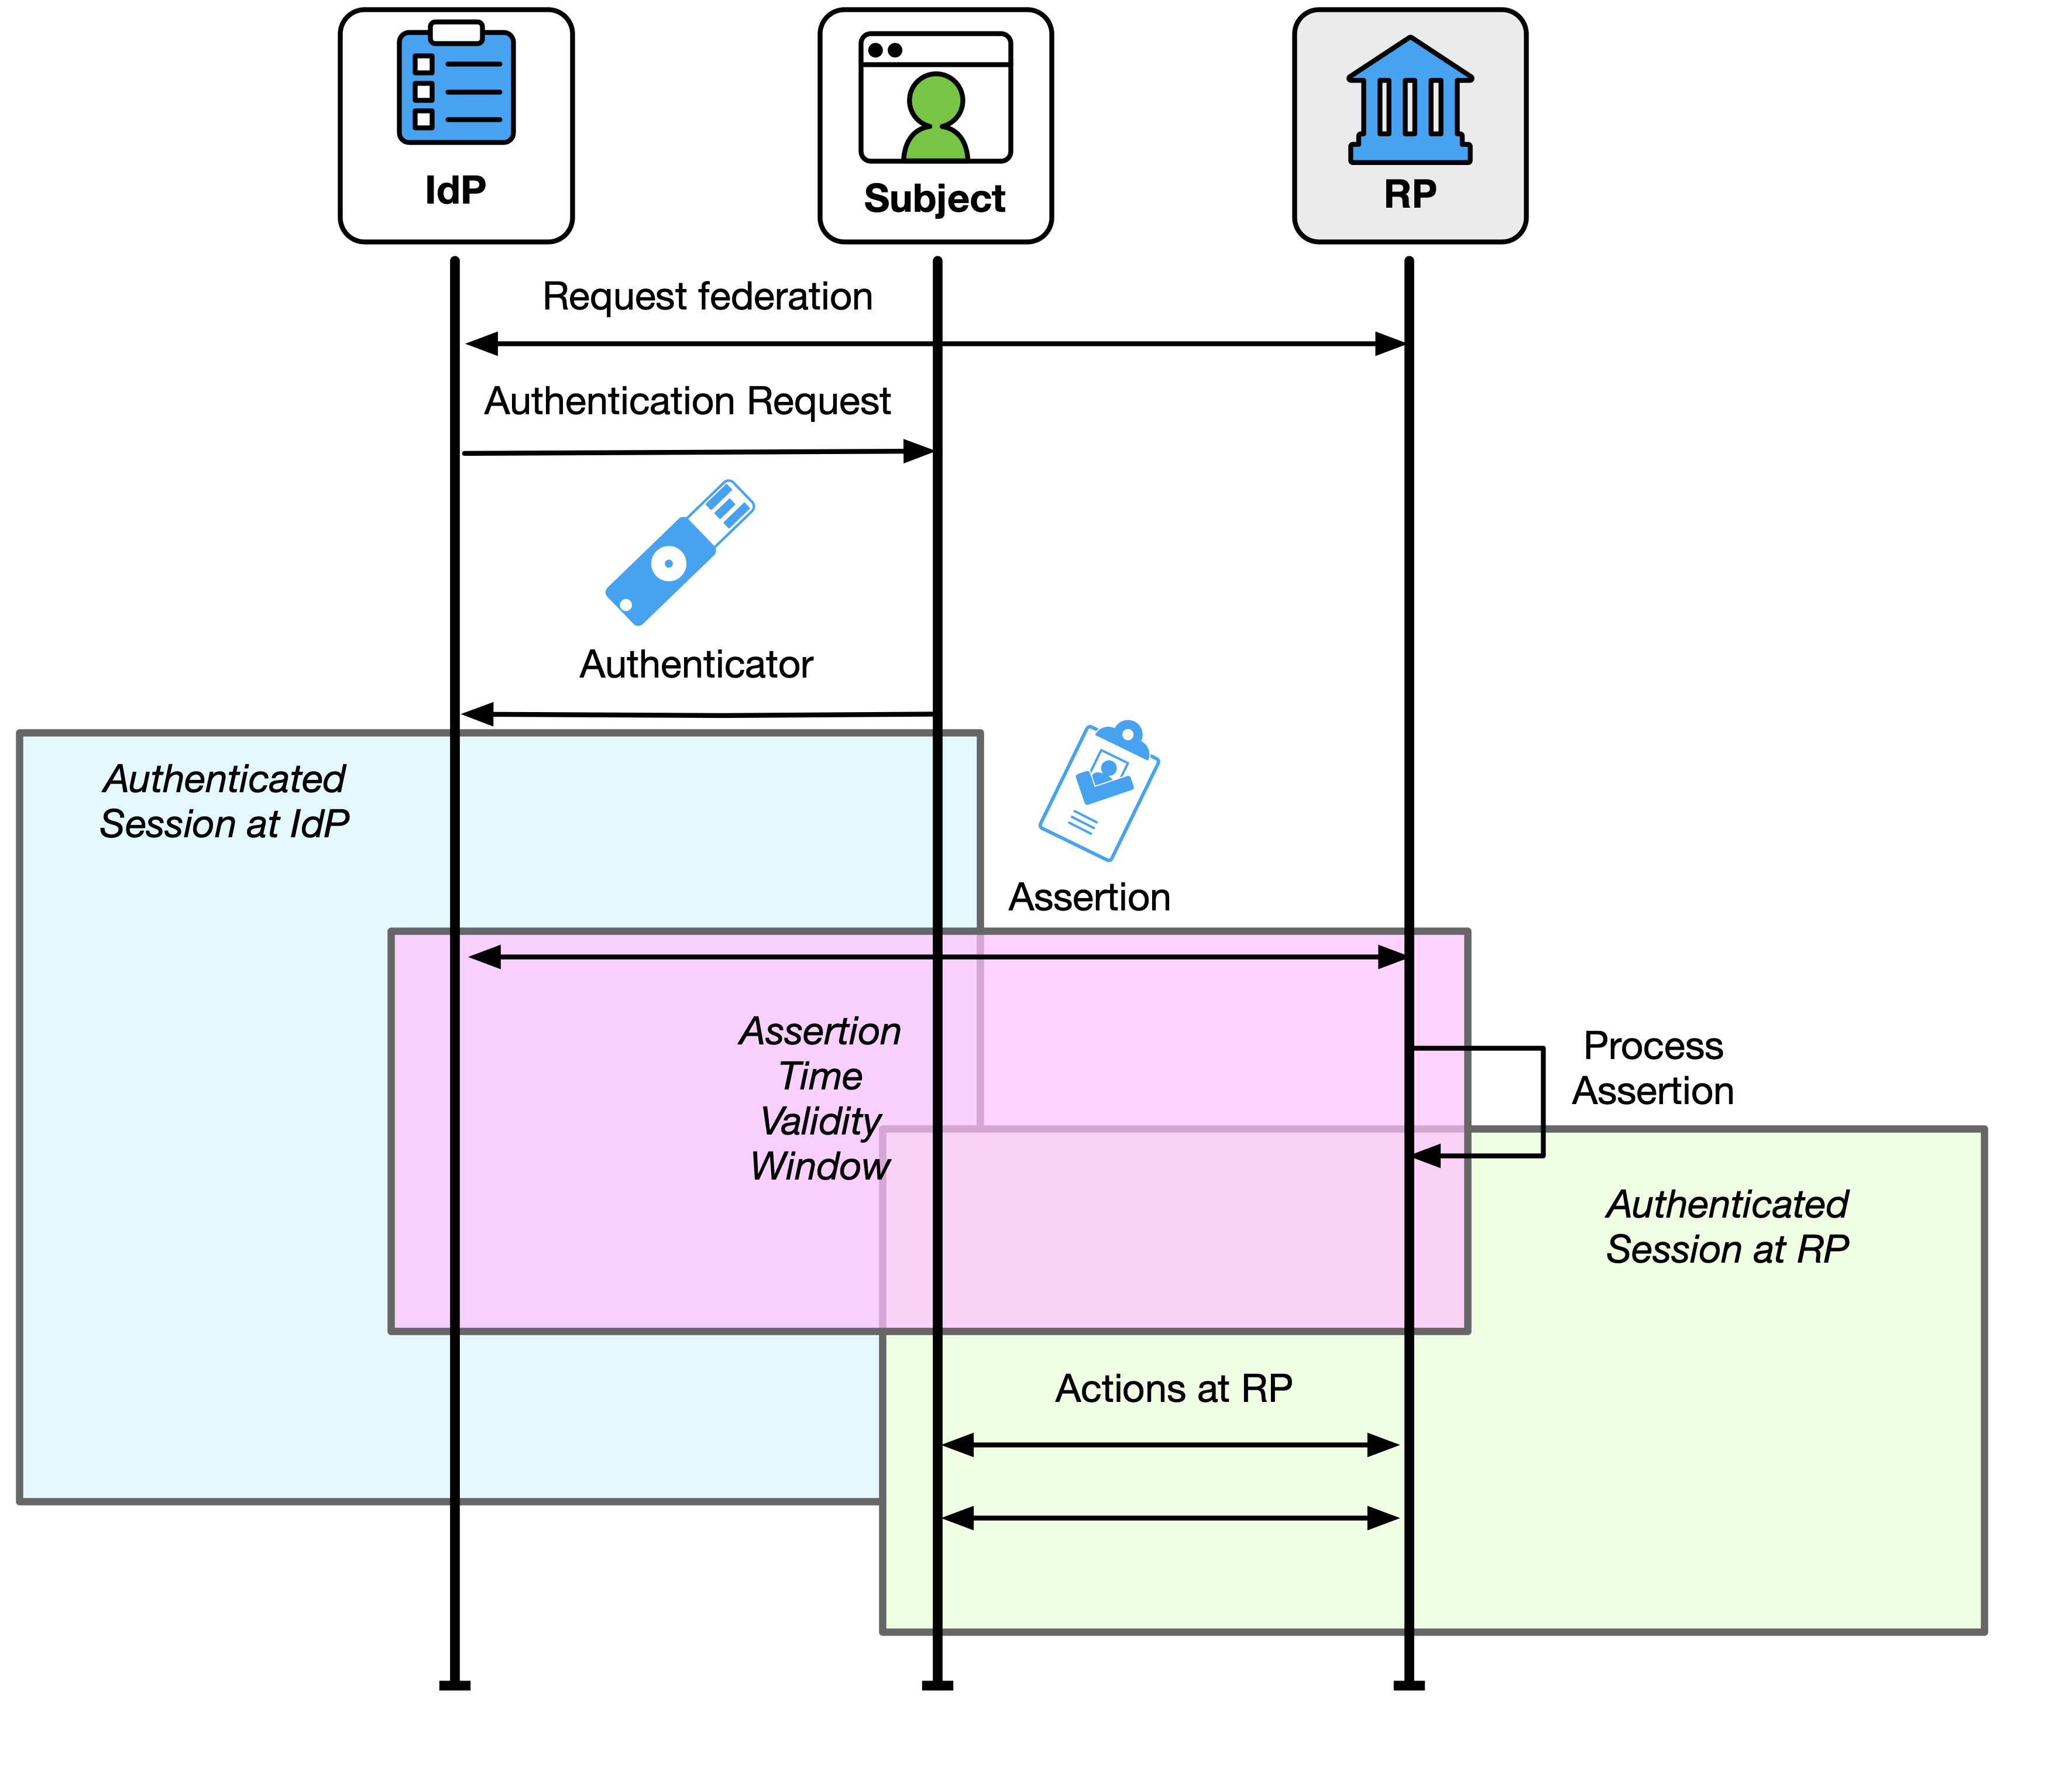 IdP
Subject
RP
Request federation
Authentication Request
Authenticator
Authenticated
Session at IdP
Assertion
Assertion
Time
Validity
Window
Process
Assertion
Authenticated
Session at RP
Actions at RP